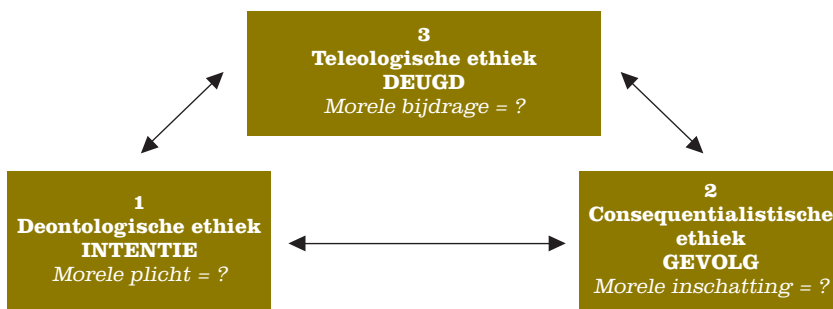 3
Teleologische ethiek
DEUGD
Morele bijdrage = ?
1
Deontologische ethiek
INTENTIE
Morele plicht = ?
2
Consequentialistische
ethiek
GEVOLG
Morele inschatting = ?